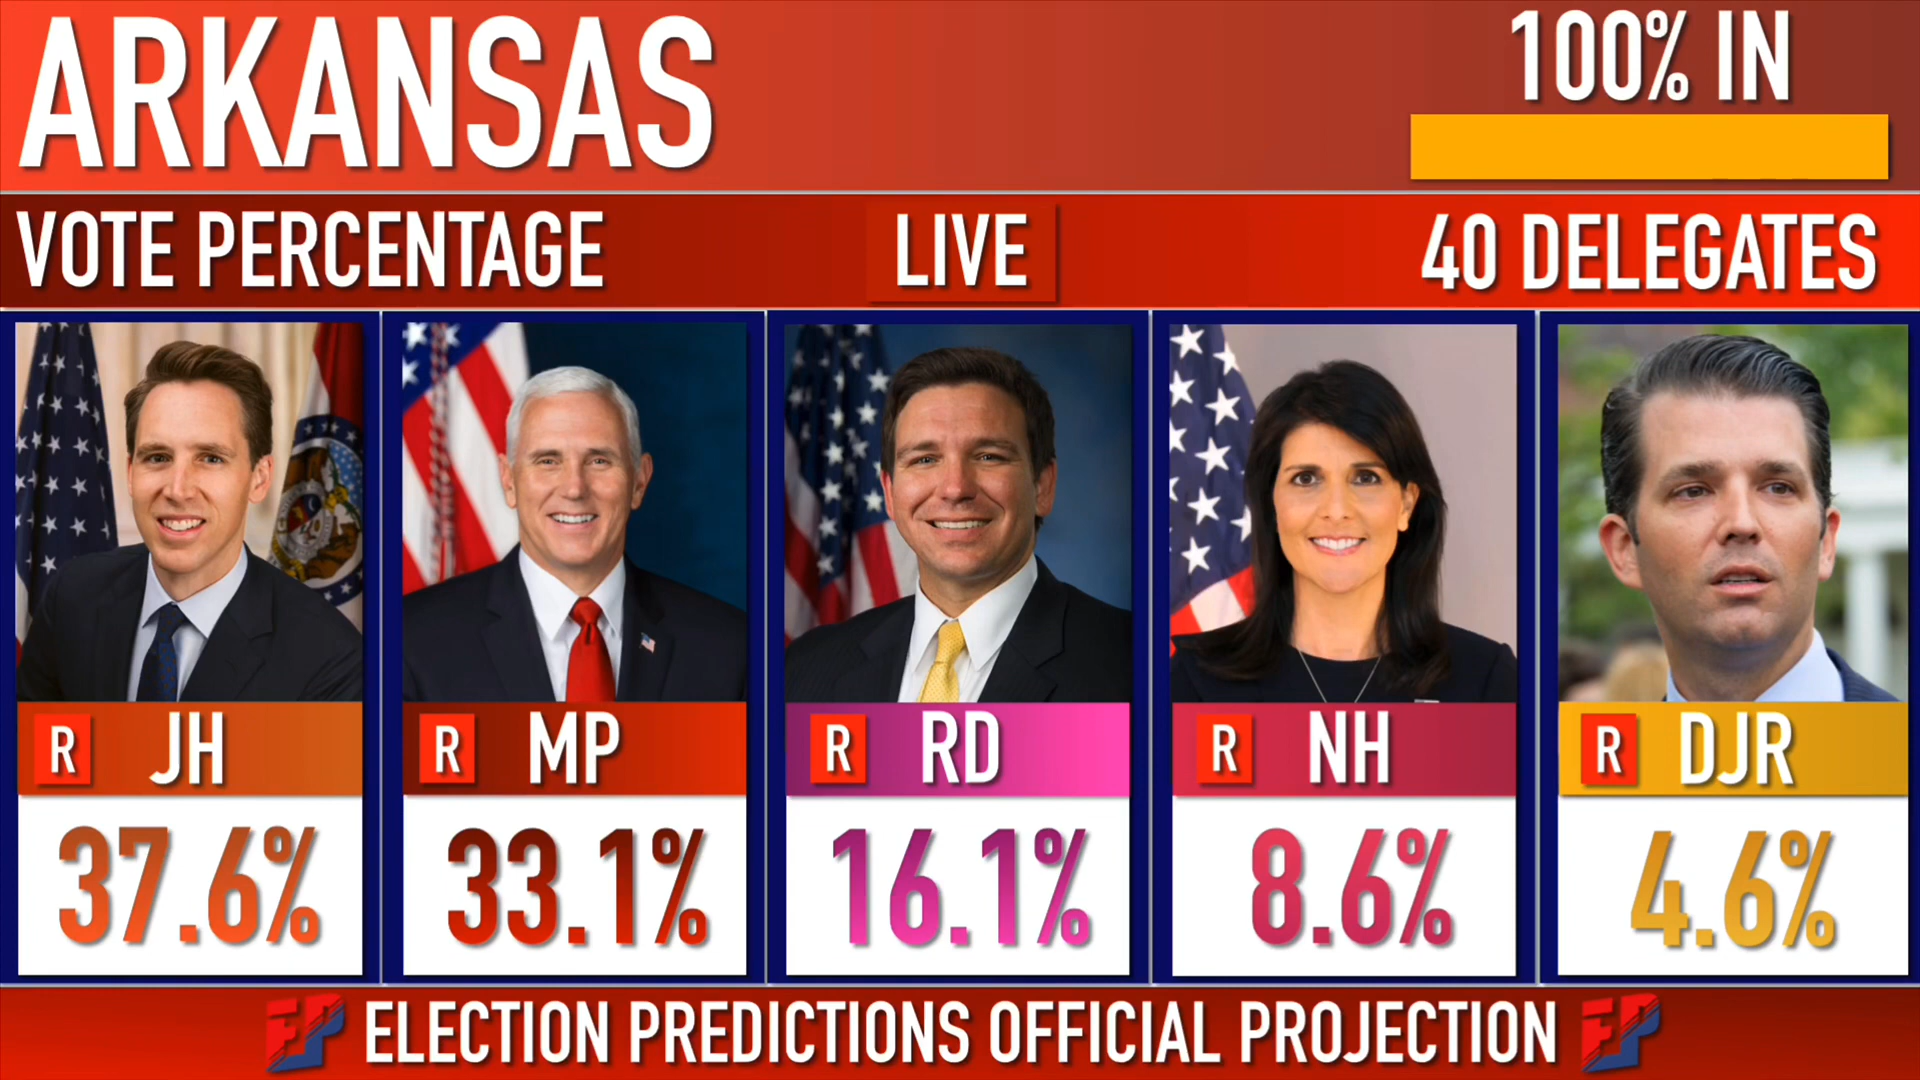 ARKANSAS
100% IN
VOTE PERCENTAGE
LIVE
40 DELEGATES
R JH
R MP
R RD
R NH
R DJR
37.6%
33.1%
16.1%
8.6%
4.6%
EP ELECTION PREDICTIONS OFFICIAL PROJECTION EP